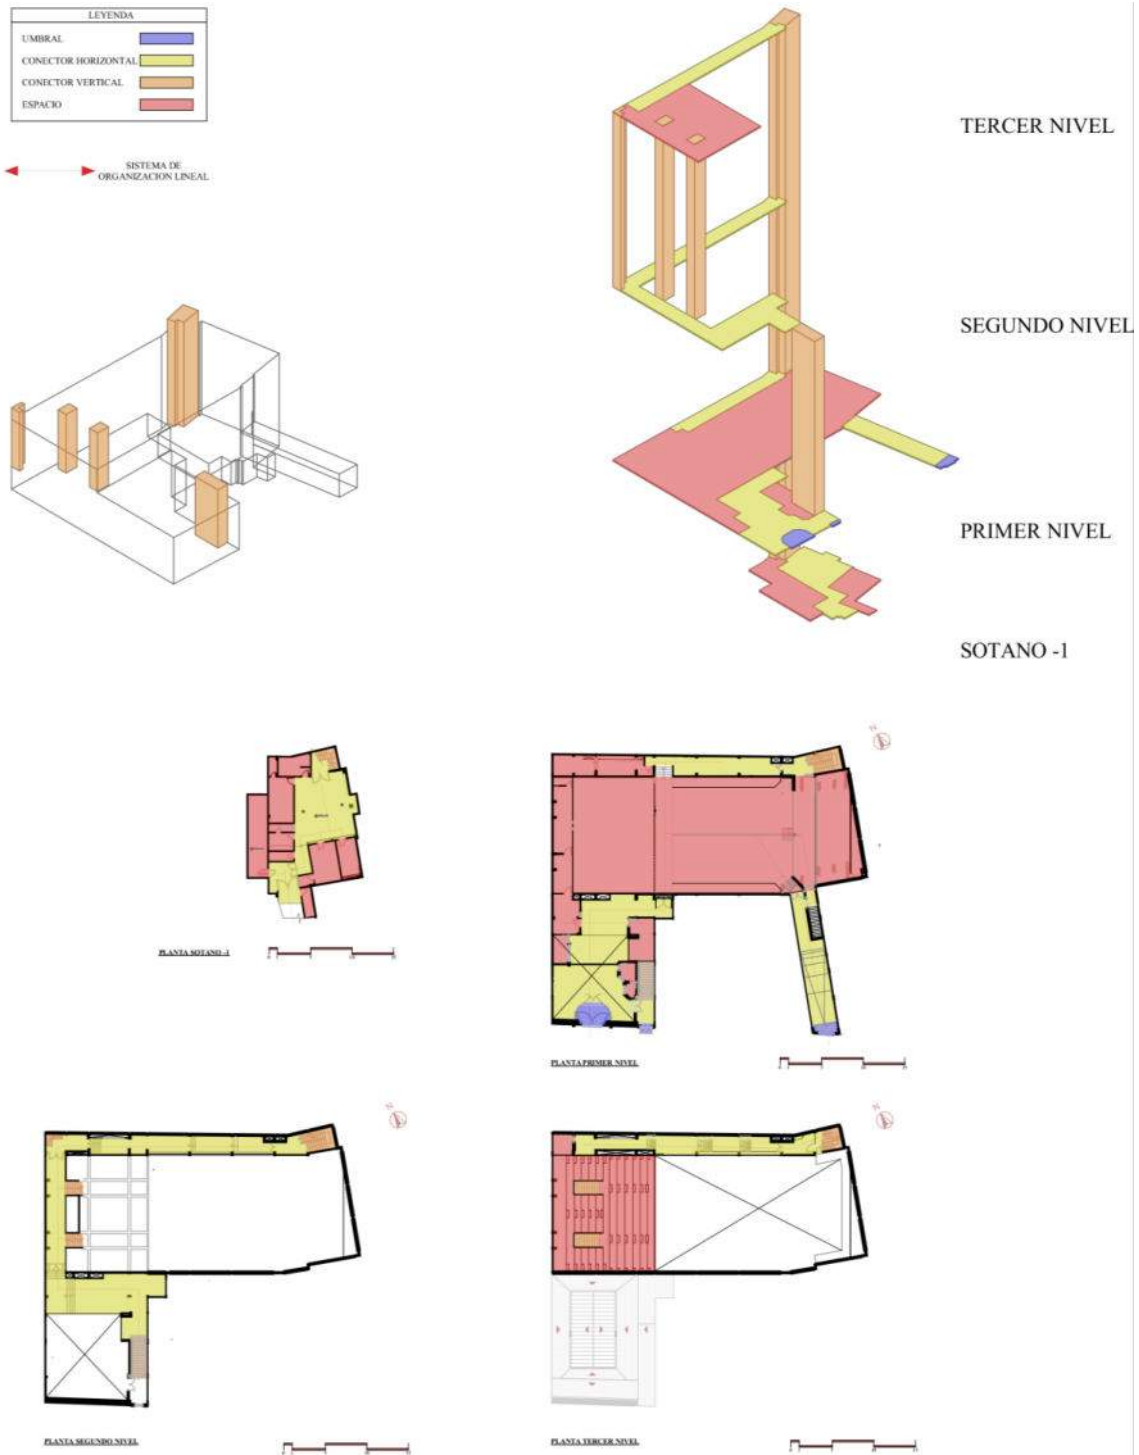 LEYENDA
UMBRAL
CONECTOR HORIZONTAL
CONECTOR VERTICAL
ESPACIO
SISTEMA DE
ORGANIZACION LINEAL
TERCER NIVEL
SEGUNDO NIVEL
PRIMER NIVEL
SOTANO -1
PLANTA SOTANO -1
PLANTA PRIMER NIVEL
PLANTA SEGUNDO NIVEL
PLANTA TERCER NIVEL